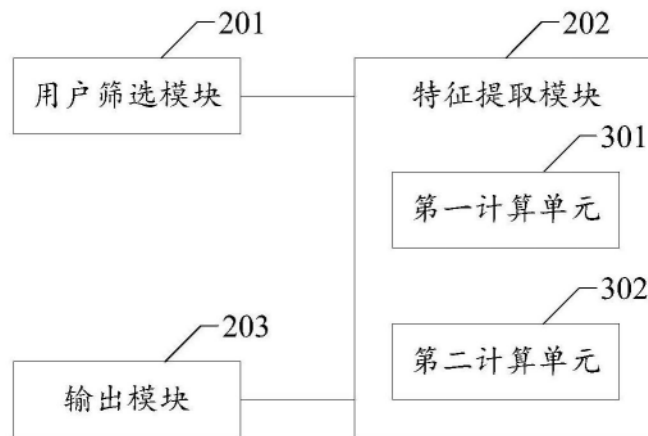 201
用户筛选模块
202
特征提取模块
301
第一计算单元
302
第二计算单元
203
输出模块